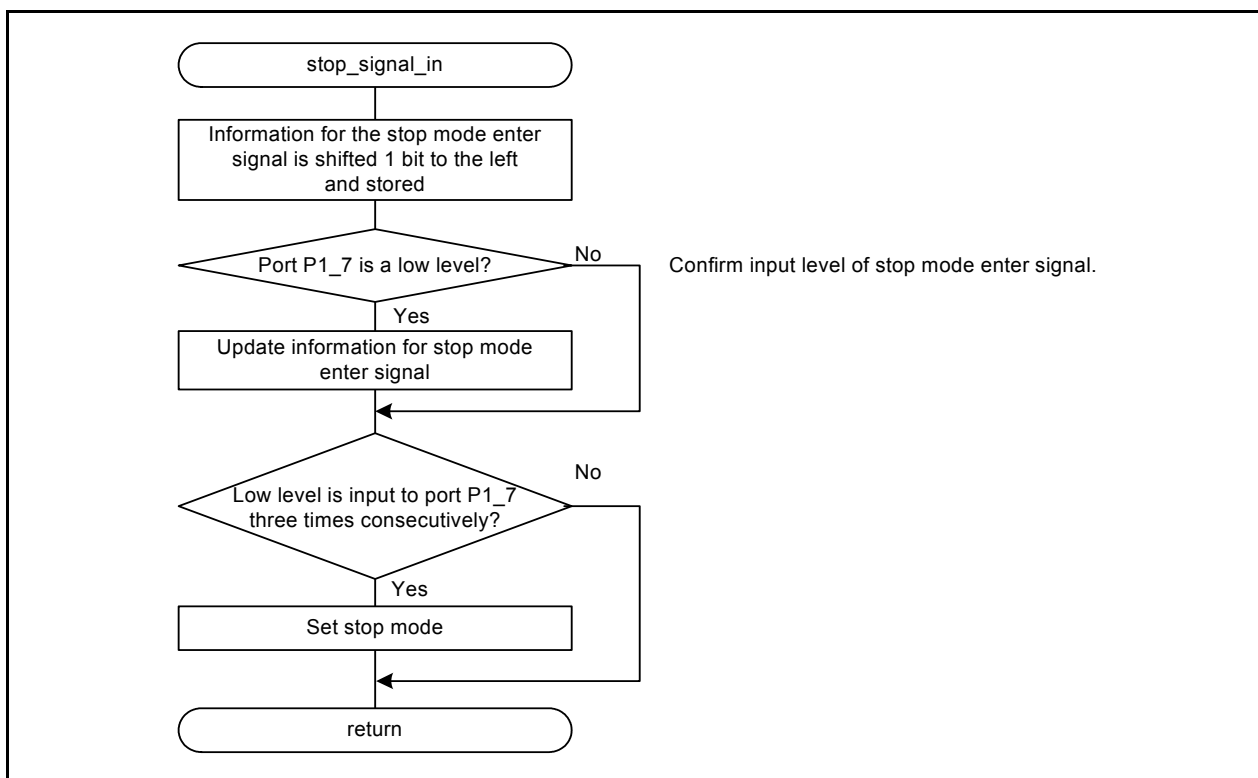 stop_signal_in
Information for the stop mode enter
signal is shifted 1 bit to the left
and stored
Port P1_7 is a low level?
No
Confirm input level of stop mode enter signal.
Yes
Update information for stop mode
enter signal
No
Low level is input to port P1_7
three times consecutively?
Yes
Set stop mode
return